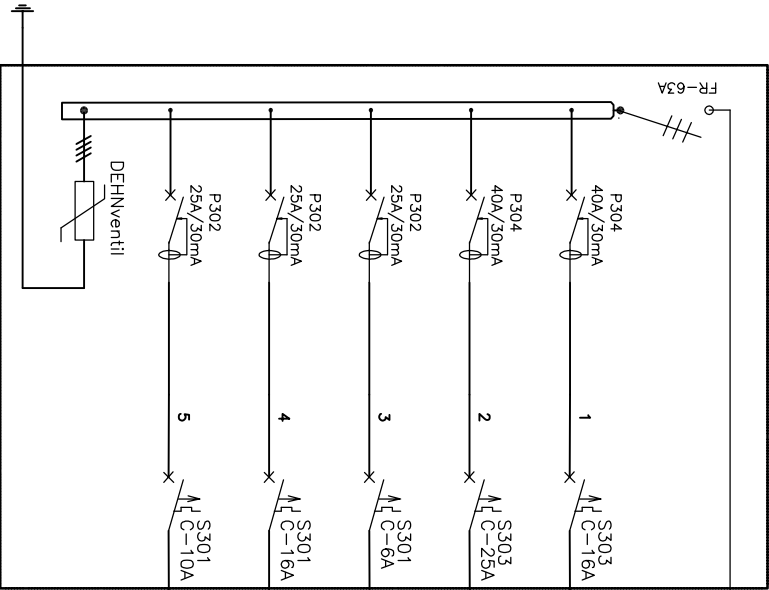 FR-63A
DEHNventil
P302
25A/30mA
P302
25A/30mA
P302
25A/30mA
P304
40A/30mA
P304
40A/30mA
5
4
3
2
1
S301
C-10A
S301
C-16A
S301
C-6A
S303
C-25A
S303
C-16A